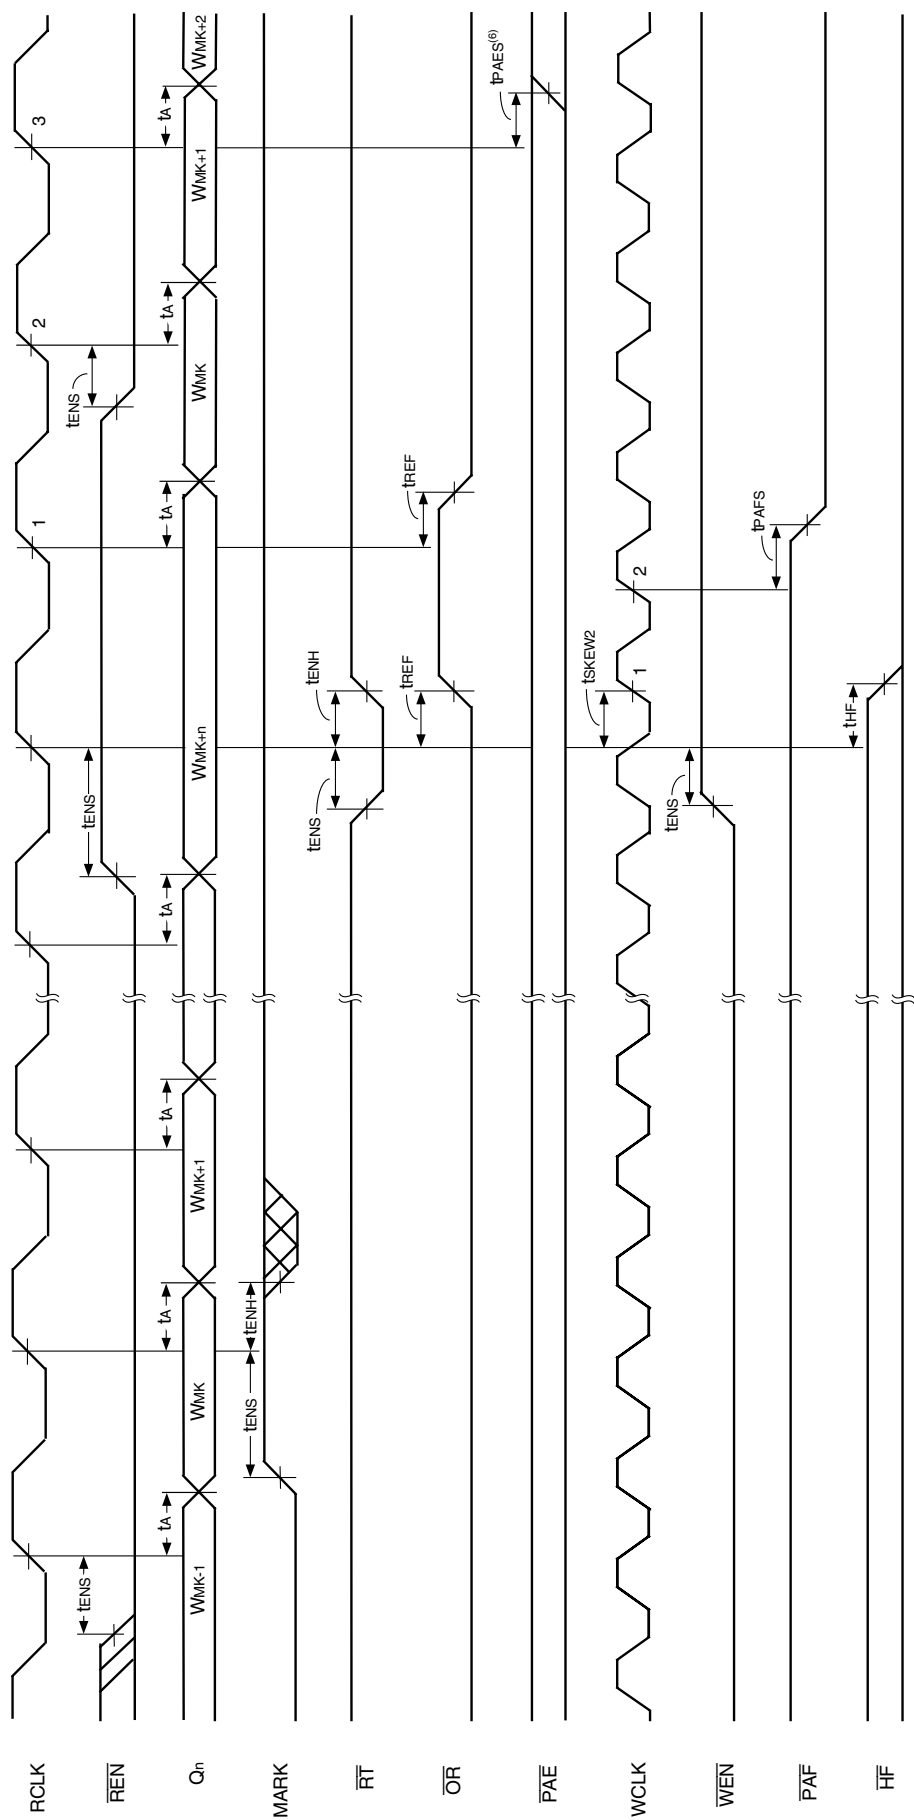 RCLK
1
2
3
REN
tENS
tENS
tENS
Qn
WMK-1
tA
WMK
tA
WMK+1
tA
tA
WMK+n
tA
WMK
tA
WMK+1
tA
WMK+2
MARK
tENS
tENH
RT
tENS
tENH
OR
tREF
tREF
PAE
tPAES(6)
WCLK
tSKEW2
1
2
WEN
tENS
PAF
tPAFS
HF
tHF